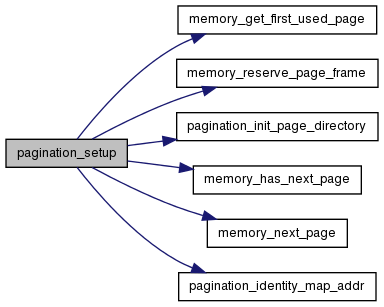 pagination_setup
memory_get_first_used_page
memory_reserve_page_frame
pagination_init_page_directory
memory_has_next_page
memory_next_page
pagination_identity_map_addr